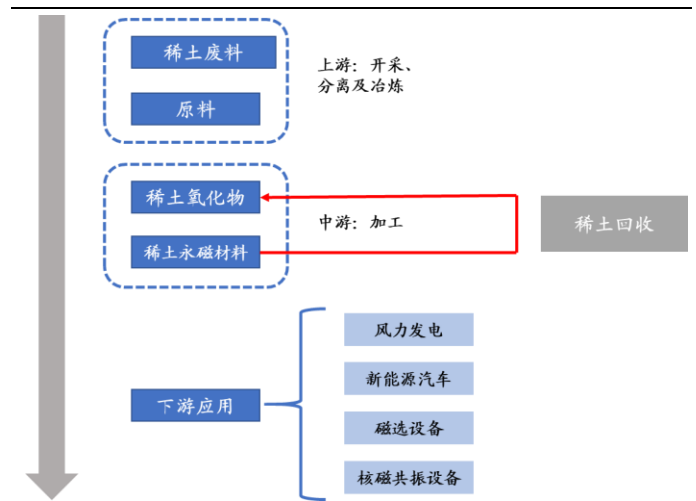 稀土废料
原料
上游：开采、
分离及冶炼
稀土氧化物
稀土永磁材料
中游：加工
稀土回收
下游应用
风力发电
新能源汽车
磁选设备
核磁共振设备